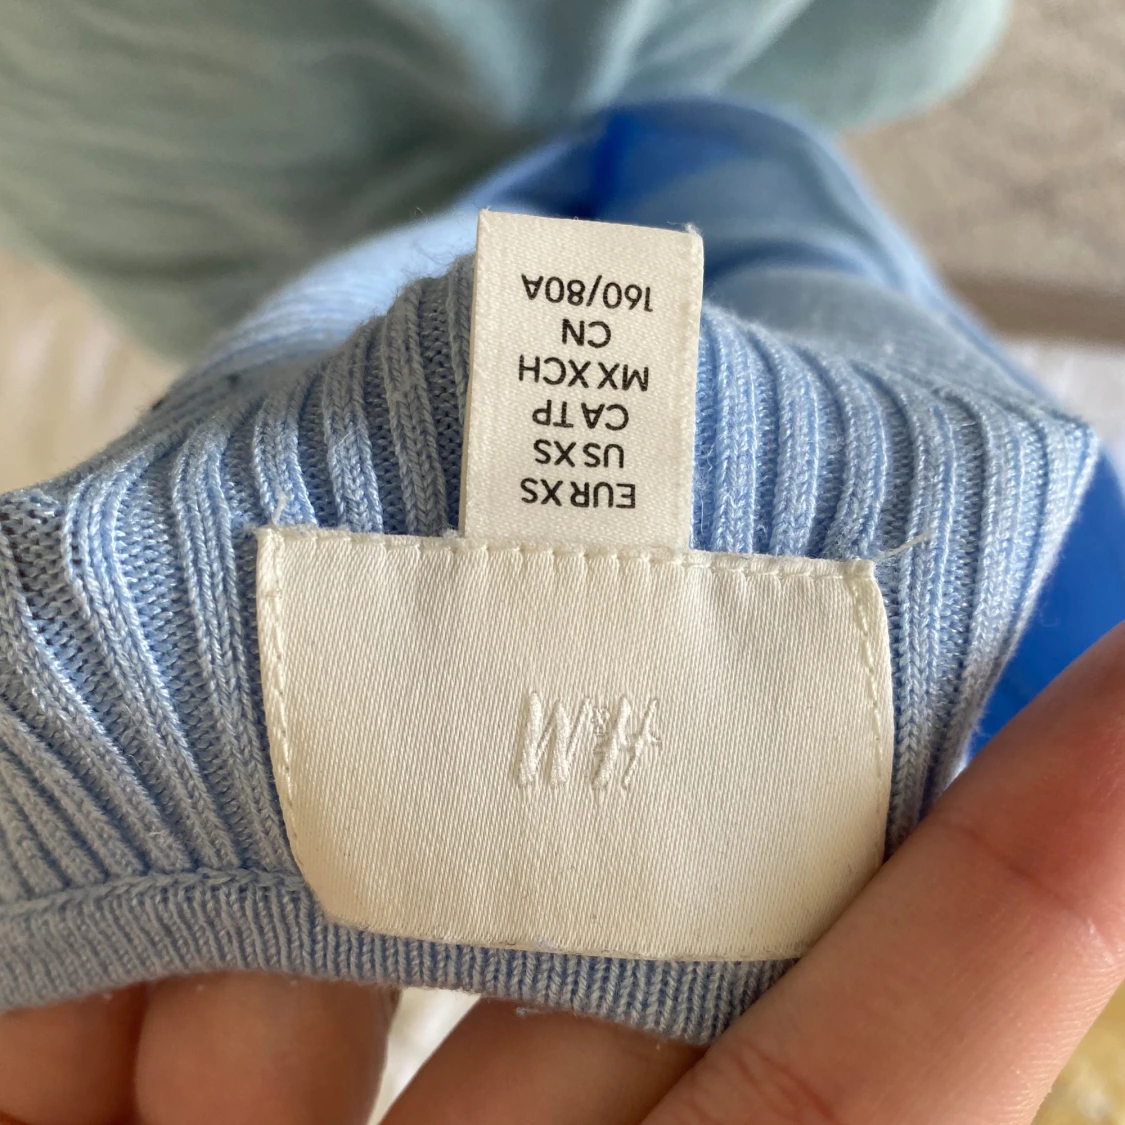 H&M
EUR XS
US XS
CA TP
MX XCH
CN
160/80A